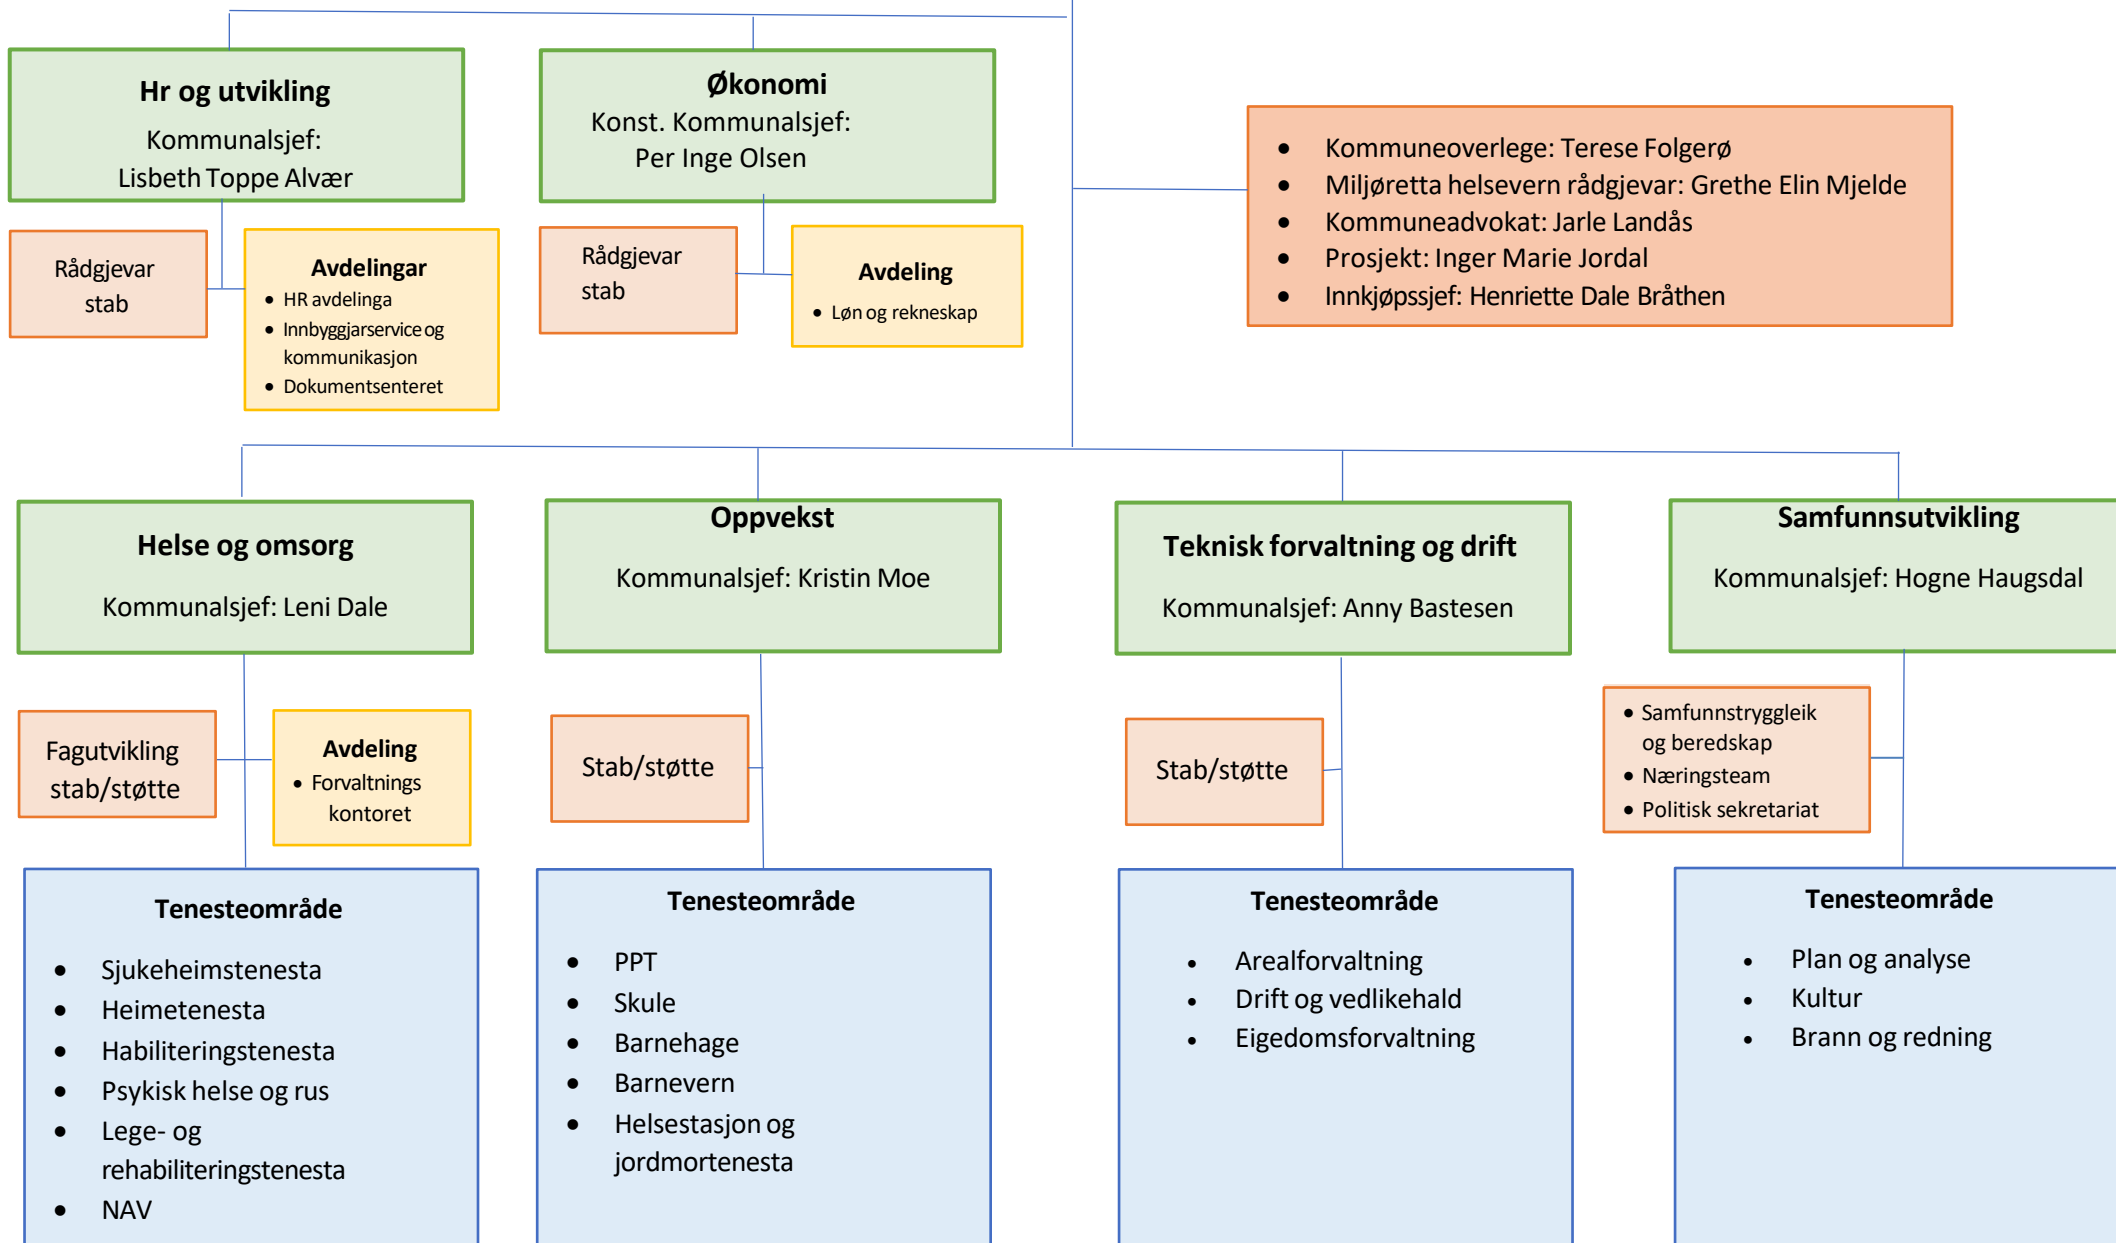 Hr og utvikling
Kommunalsjef:
Lisbeth Toppe Alvær
Økonomi
Konst. Kommunalsjef:
Per Inge Olsen
• Kommuneoverlege: Terese Folgerø
• Miljøretta helsevern rådgjevar: Grethe Elin Mjelde
• Kommuneadvokat: Jarle Landås
• Prosjekt: Inger Marie Jordal
• Innkjøpssjef: Henriette Dale Bråthen
Rådgjevar
stab
Avdelingar
• HR avdelinga
• Innbyggjarservice og
kommunikasjon
• Dokumentsenteret
Rådgjevar
stab
Avdeling
• Løn og rekneskap
Helse og omsorg
Kommunalsjef: Leni Dale
Oppvekst
Kommunalsjef: Kristin Moe
Teknisk forvaltning og drift
Kommunalsjef: Anny Bastesen
Samfunnsutvikling
Kommunalsjef: Hogne Haugsdal
Fagutvikling
stab/støtte
Avdeling
• Forvaltnings
kontoret
Stab/støtte
Stab/støtte
• Samfunnstryggleik
og beredskap
• Næringsteam
• Politisk sekretariat
Tenesteområde
• Sjukeheimstenesta
• Heimetenesta
• Habiliteringstenesta
• Psykisk helse og rus
• Lege- og
rehabiliteringstenesta
• NAV
Tenesteområde
• PPT
• Skule
• Barnehage
• Barnevern
• Helsestasjon og
jordmortenesta
Tenesteområde
• Arealforvaltning
• Drift og vedlikehald
• Eigedomsforvaltning
Tenesteområde
• Plan og analyse
• Kultur
• Brann og redning